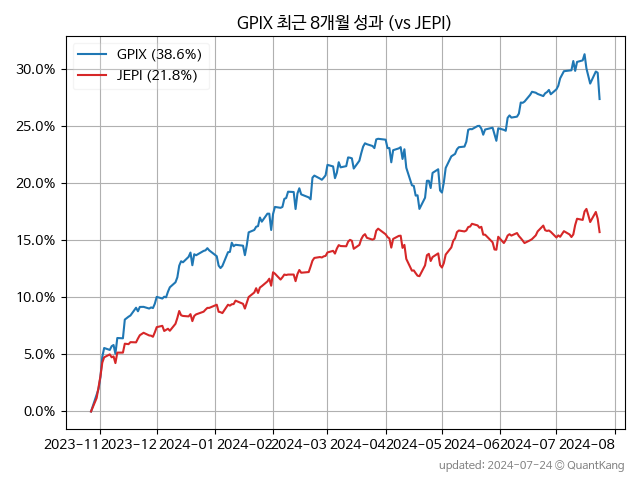 GPIX 최근 8개월 성과 (vs JEPI)
GPIX (38.6%)
JEPI (21.8%)
30.0%
25.0%
20.0%
15.0%
10.0%
5.0%
0.0%
2023-11 2023-12 2024-01 2024-02 2024-03 2024-04 2024-05 2024-06 2024-07 2024-08
updated: 2024-07-24 © QuantKang